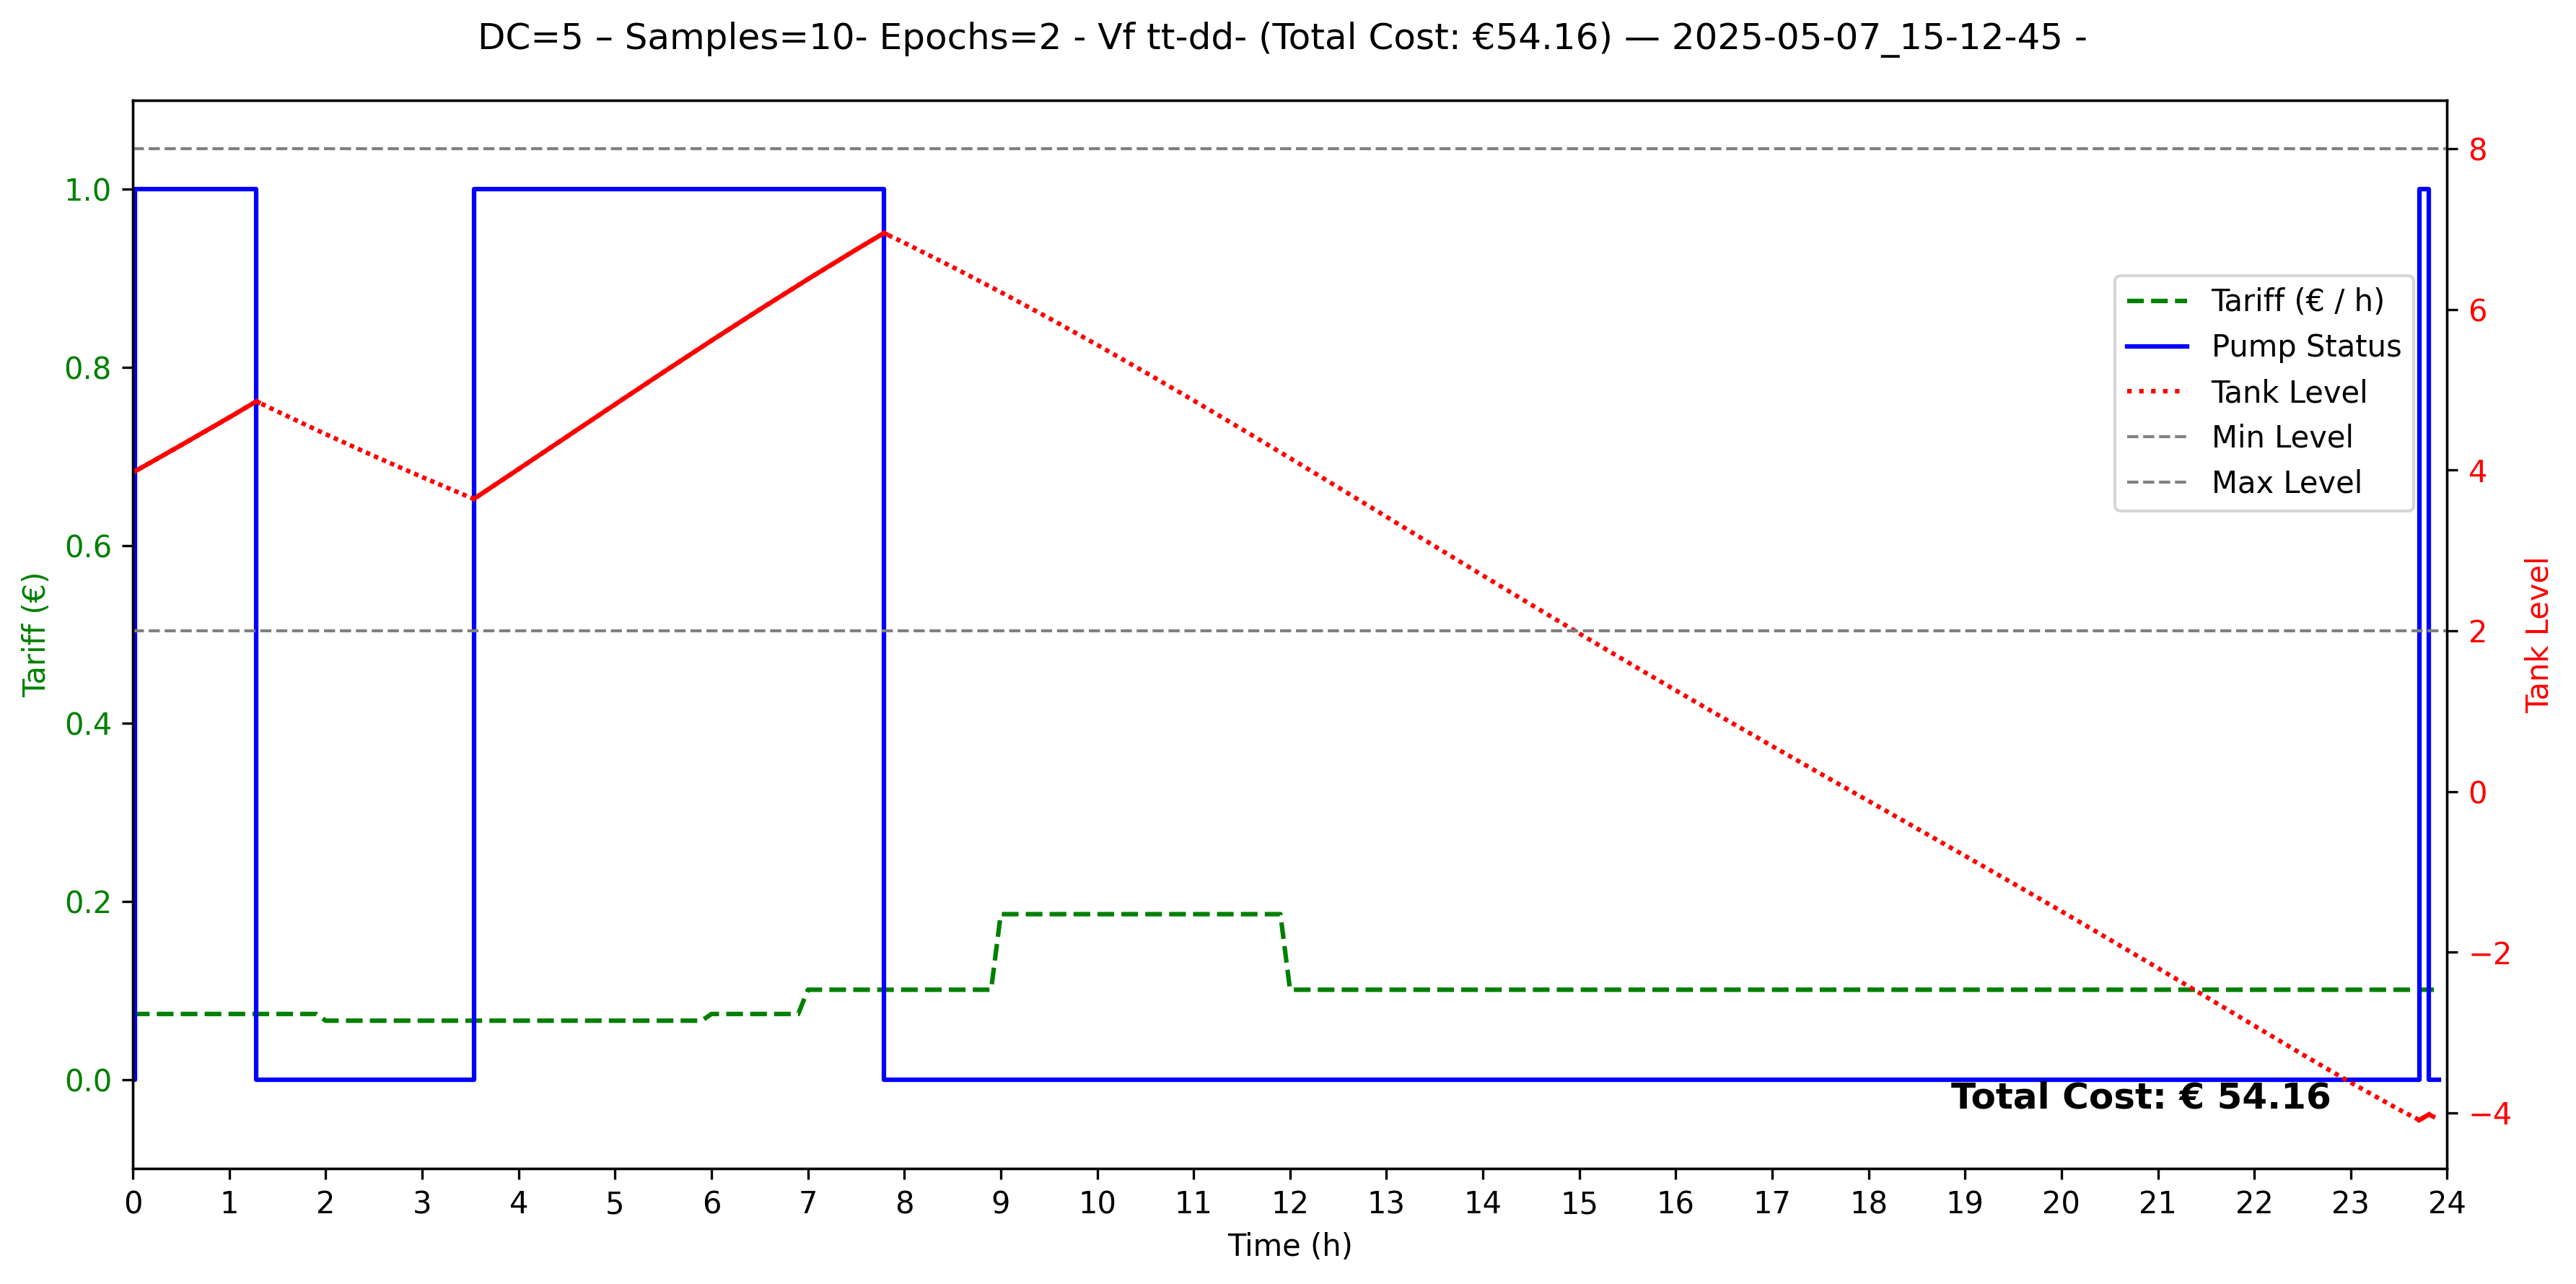 DC=5 – Samples=10- Epochs=2 - Vf tt-dd- (Total Cost: €54.16) — 2025-05-07_15-12-45 -
1.0
0.8
0.6
0.4
0.2
0.0
Tariff (€)
8
6
4
2
0
−2
−4
Tank Level
Tariff (€ / h)
Pump Status
Tank Level
Min Level
Max Level
Total Cost: € 54.16
0 1 2 3 4 5 6 7 8 9 10 11 12 13 14 15 16 17 18 19 20 21 22 23 24
Time (h)